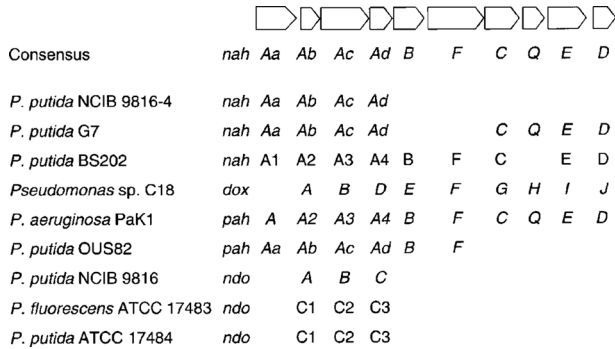 Consensus nah Aa Ab Ac Ad B F C Q E D
P. putida NCIB 9816-4 nah Aa Ab Ac Ad
P. putida G7 nah Aa Ab Ac Ad C Q E D
P. putida BS202 nah A1 A2 A3 A4 B F C E D
Pseudomonas sp. C18 dox A B D E F G H I J
P. aeruginosa PaK1 pah A A2 A3 A4 B F C Q E D
P. putida OUS82 pah Aa Ab Ac Ad B F
P. putida NCIB 9816 ndo A B C
P. fluorescens ATCC 17483 ndo C1 C2 C3
P. putida ATCC 17484 ndo C1 C2 C3